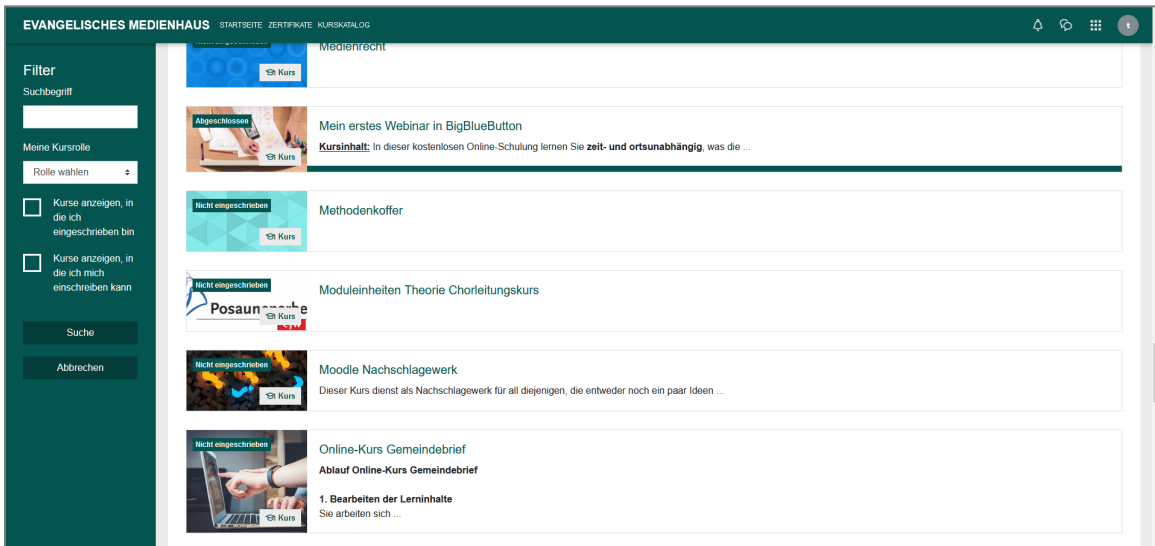 EVANGELISCHES MEDIENHAUS STARTSEITE ZERTIFIKATE KURSKATALOG
t
Filter
Suchbegriff
Meine Kursrolle
Rolle wählen
Kurse anzeigen, in
die ich
eingeschrieben bin
Kurse anzeigen, in
die ich mich
einschreiben kann
Suche
Abbrechen
Medienrecht
Kurs
Abgeschlossen
Mein erstes Webinar in BigBlueButton
Kursinhalt: In dieser kostenlosen Online-Schulung lernen Sie zeit- und ortsunabhängig, was die ...
Kurs
Nicht eingeschrieben
Methodenkoffer
Kurs
Nicht eingeschrieben
Moduleinheiten Theorie Chorleitungskurs
Kurs
Nicht eingeschrieben
Moodle Nachschlagewerk
Dieser Kurs dient als Nachschlagewerk für all diejenigen, die entweder noch ein paar Ideen ...
Kurs
Nicht eingeschrieben
Online-Kurs Gemeindebrief
Ablauf Online-Kurs Gemeindebrief
1. Bearbeiten der Lerninhalte
Sie arbeiten sich ...
Kurs